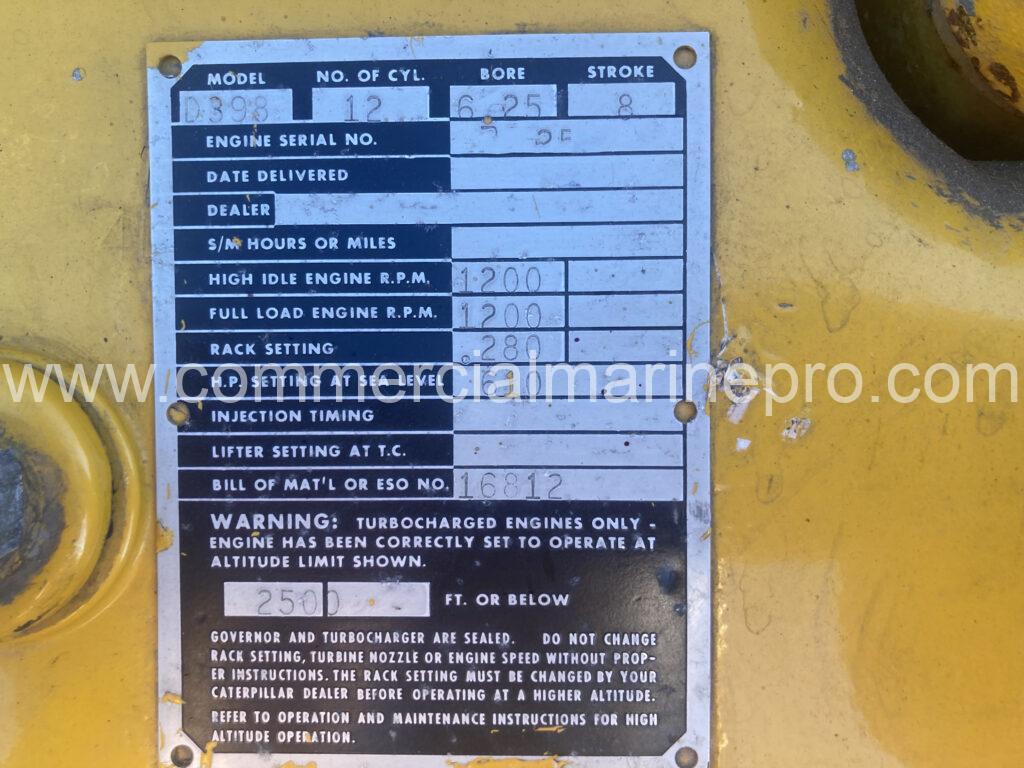 MODEL NO. OF CYL. BORE STROKE
D398 12 6.25 8
ENGINE SERIAL NO.
DATE DELIVERED
DEALER
S/M HOURS OR MILES
HIGH IDLE ENGINE R.P.M. 1200
FULL LOAD ENGINE R.P.M. 1200
RACK SETTING .280
www.commercialmarinepro.com
H.P. SETTING AT SEA LEVEL
INJECTION TIMING
LIFTER SETTING AT T.C.
BILL OF MAT'L OR ESO NO. 16812
WARNING: TURBOCHARGED ENGINES ONLY -
ENGINE HAS BEEN CORRECTLY SET TO OPERATE AT
ALTITUDE LIMIT SHOWN.
2500 FT. OR BELOW
GOVERNOR AND TURBOCHARGER ARE SEALED. DO NOT CHANGE
RACK SETTING, TURBINE NOZZLE OR ENGINE SPEED WITHOUT PROP-
ER INSTRUCTIONS. THE RACK SETTING MUST BE CHANGED BY YOUR
CATERPILLAR DEALER BEFORE OPERATING AT A HIGHER ALTITUDE.
REFER TO OPERATION AND MAINTENANCE INSTRUCTIONS FOR HIGH
ALTITUDE OPERATION.